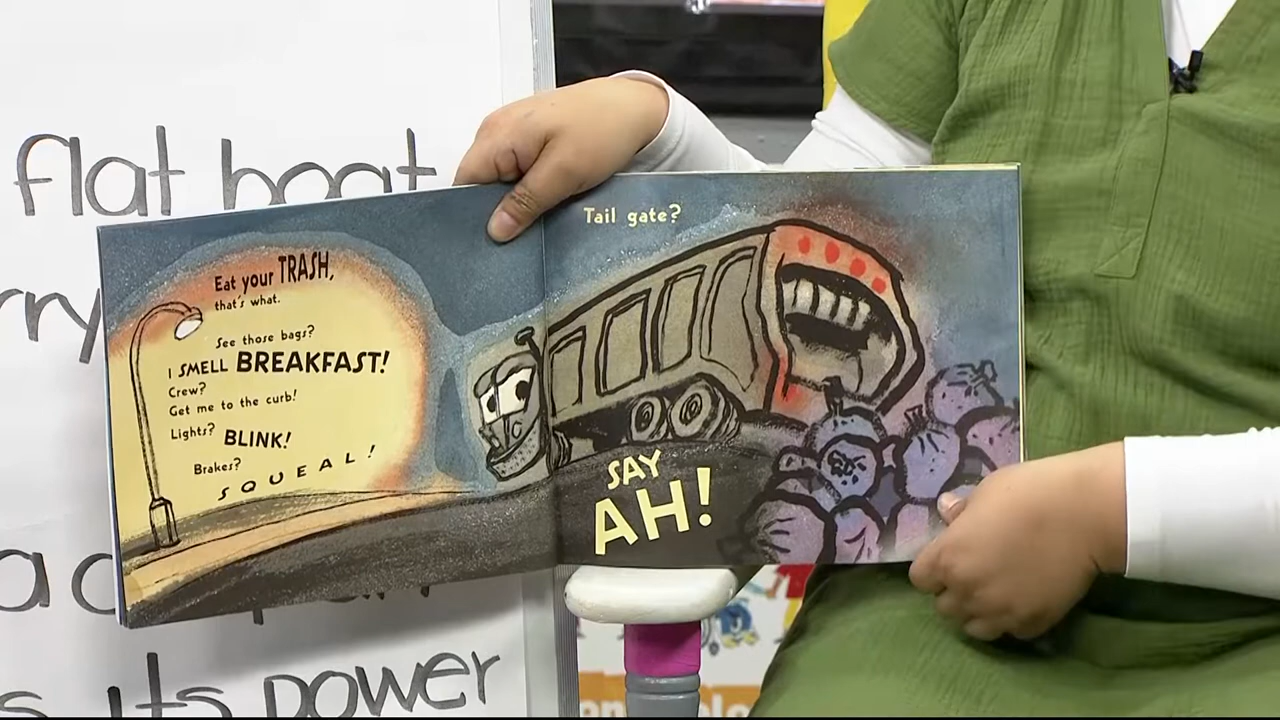 flat boat
rry
a
s its power
Eat your TRASH,
that's what.
See those bags?
I SMELL BREAKFAST!
Crew?
Get me to the curb!
Lights? BLINK!
Brakes?
SQUEAL!
Tail gate?
SAY
AH!